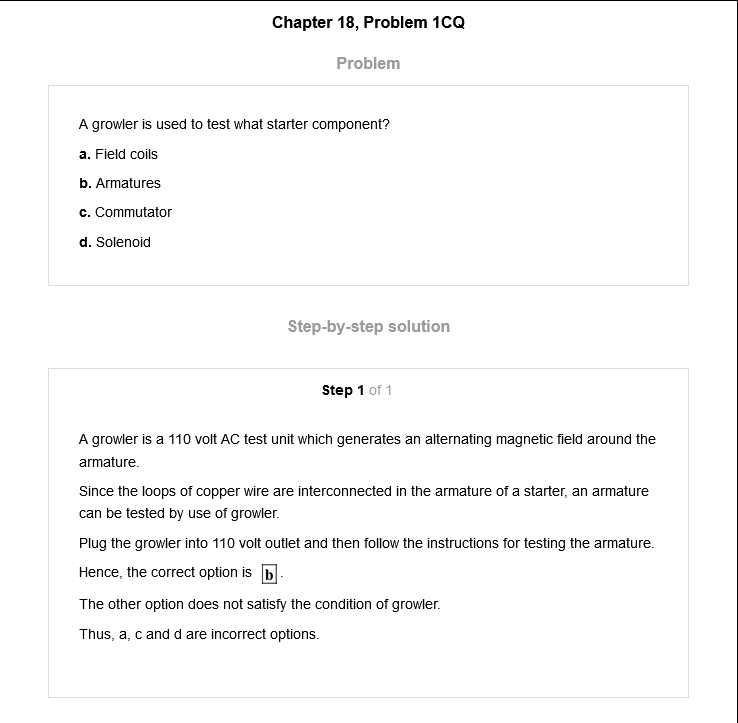 Chapter 18, Problem 1CQ
Problem
A growler is used to test what starter component?
a. Field coils
b. Armatures
c. Commutator
d. Solenoid
Step-by-step solution
Step 1 of 1
A growler is a 110 volt AC test unit which generates an alternating magnetic field around the
armature.
Since the loops of copper wire are interconnected in the armature of a starter, an armature
can be tested by use of growler.
Plug the growler into 110 volt outlet and then follow the instructions for testing the armature.
Hence, the correct option is b.
The other option does not satisfy the condition of growler.
Thus, a, c and d are incorrect options.